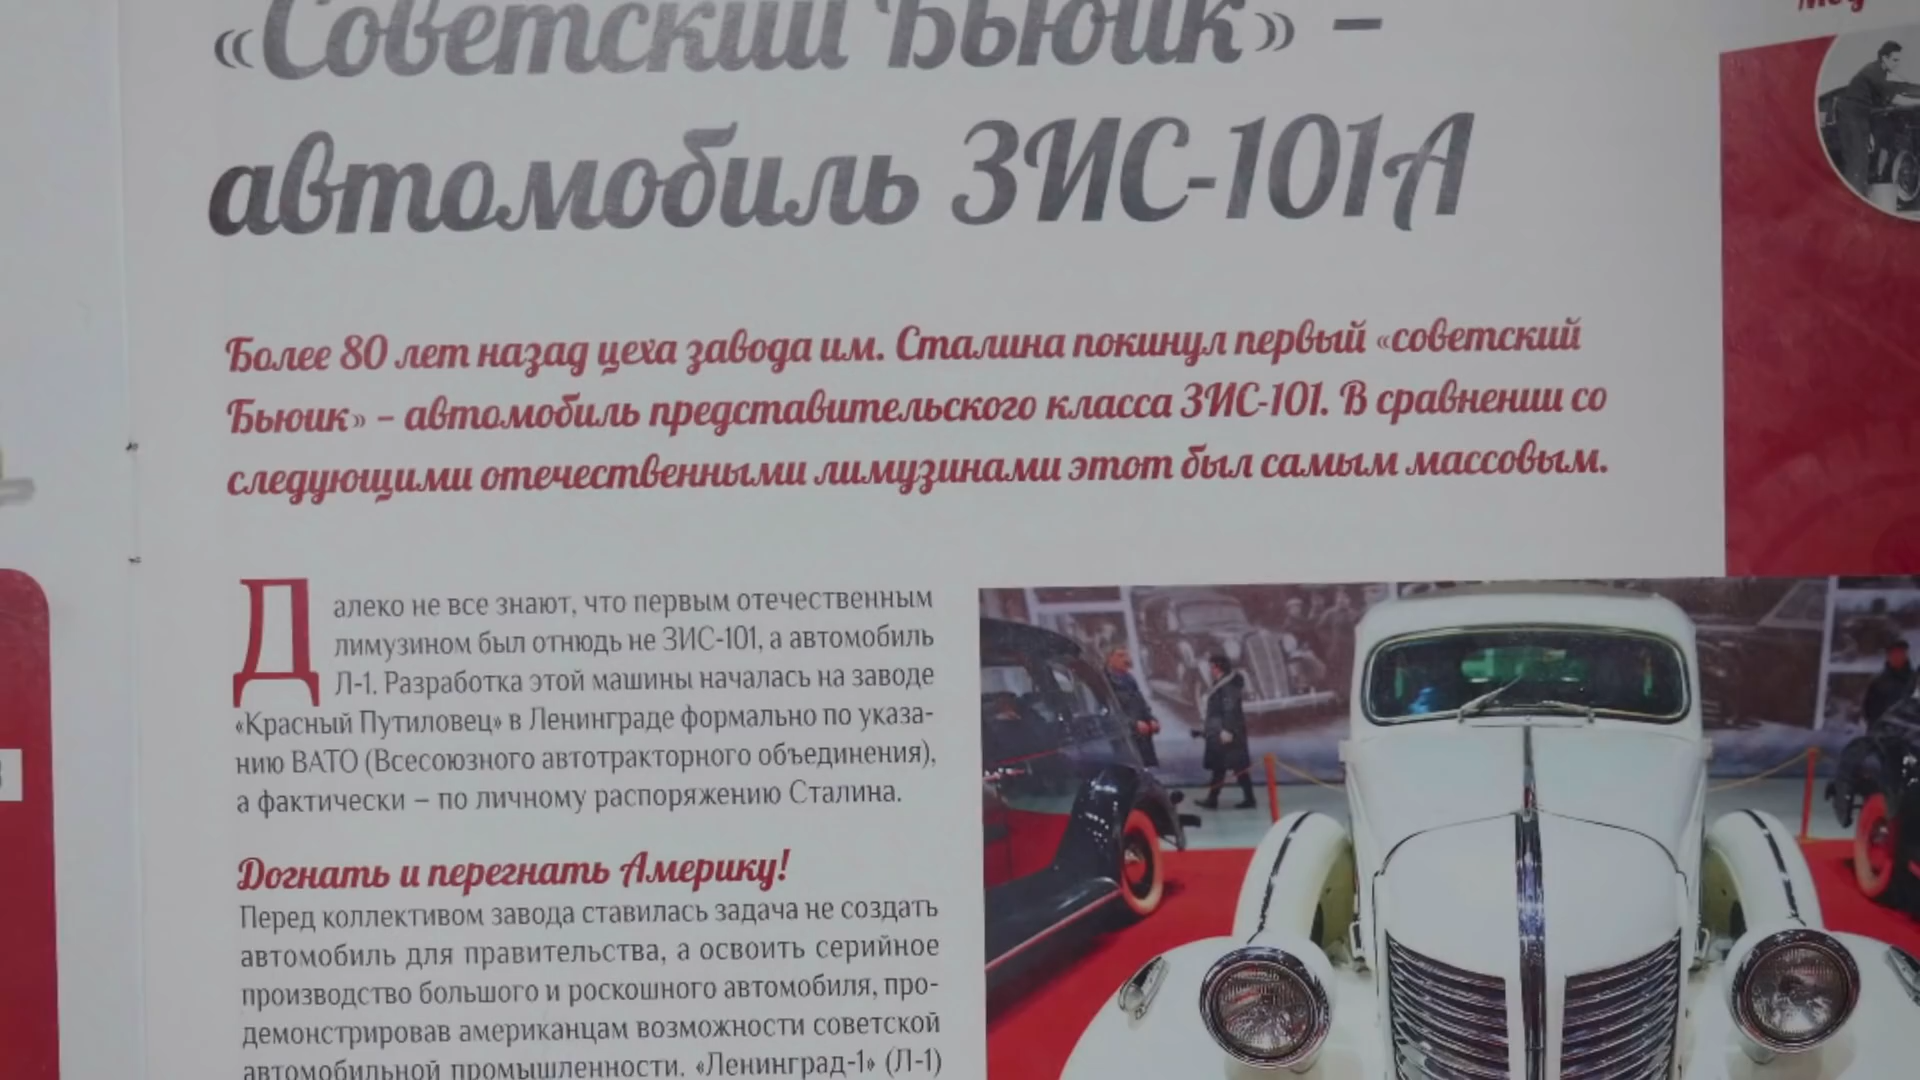 «Советский Бьюик» –
автомобиль ЗИС-101А
Более 80 лет назад цеха завода им. Сталина покинул первый «советский
Бьюик» – автомобиль представительского класса ЗИС-101. В сравнении со
следующими отечественными лимузинами этот был самым массовым.
Далеко не все знают, что первым отечественным
лимузином был отнюдь не ЗИС-101, а автомобиль
Л-1. Разработка этой машины началась на заводе
«Красный Путиловец» в Ленинграде формально по указа-
нию ВАТО (Всесоюзного автотракторного объединения),
а фактически – по личному распоряжению Сталина.
Догнать и перегнать Америку!
Перед коллективом завода ставилась задача не создать
автомобиль для правительства, а освоить серийное
производство большого и роскошного автомобиля, про-
демонстрировав американцам возможности советской
автомобильной промышленности. «Ленинград-1» (Л-1)